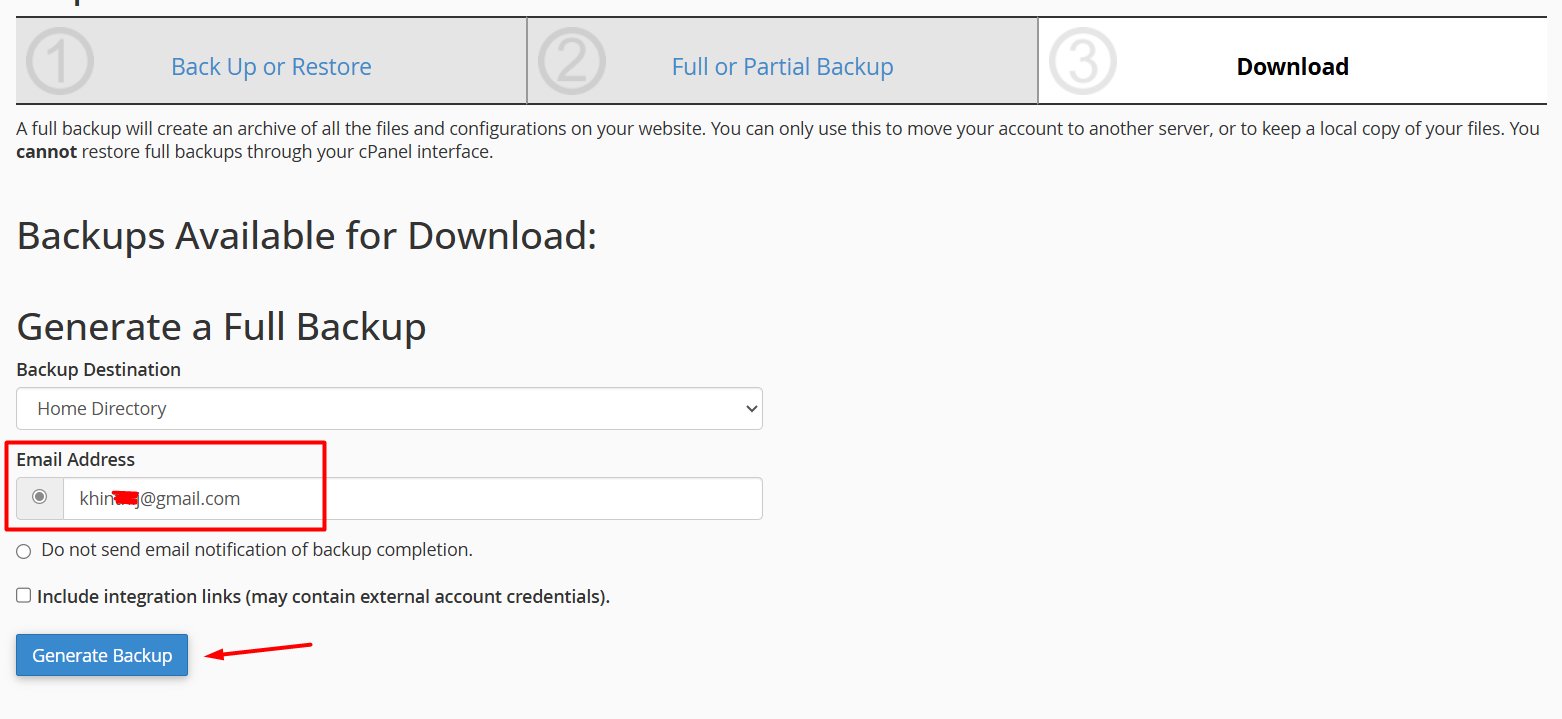 1
Back Up or Restore
2
Full or Partial Backup
3
Download
A full backup will create an archive of all the files and configurations on your website. You can only use this to move your account to another server, or to keep a local copy of your files. You
cannot restore full backups through your cPanel interface.
Backups Available for Download:
Generate a Full Backup
Backup Destination
Home Directory
Email Address
@gmail.com
Do not send email notification of backup completion.
Include integration links (may contain external account credentials).
Generate Backup